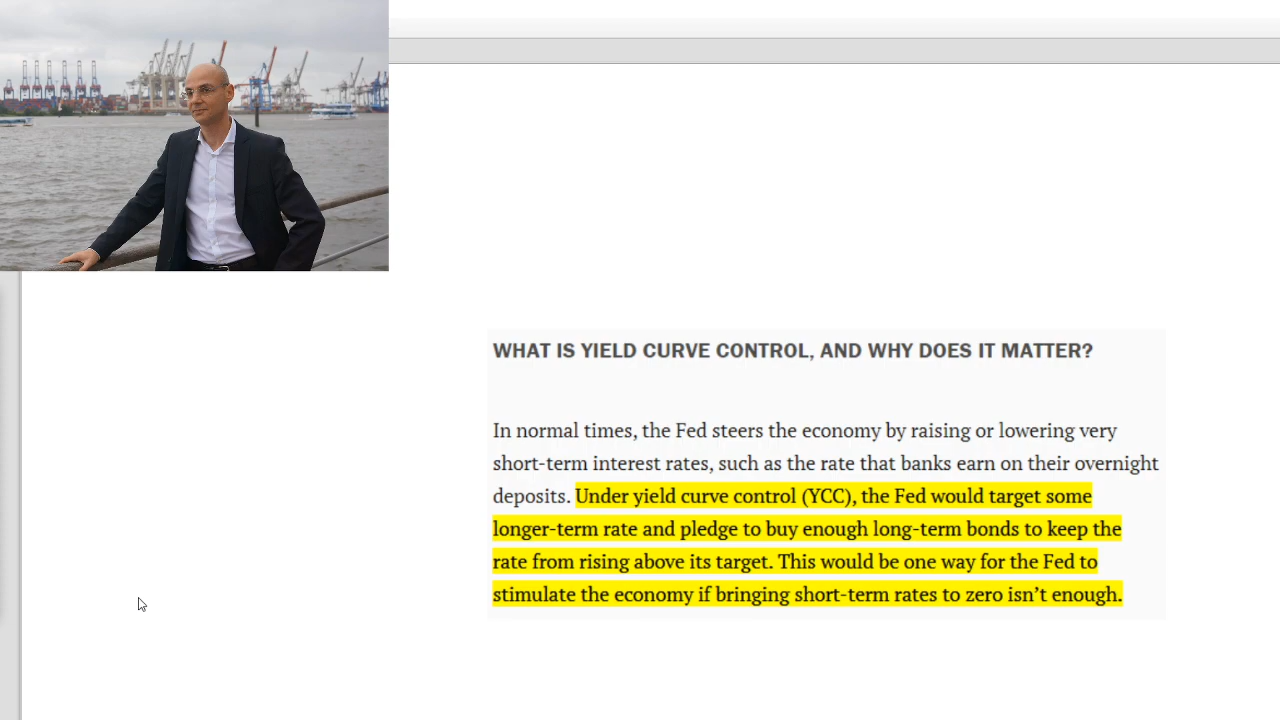 WHAT IS YIELD CURVE CONTROL, AND WHY DOES IT MATTER?
In normal times, the Fed steers the economy by raising or lowering very
short-term interest rates, such as the rate that banks earn on their overnight
deposits. Under yield curve control (YCC), the Fed would target some
longer-term rate and pledge to buy enough long-term bonds to keep the
rate from rising above its target. This would be one way for the Fed to
stimulate the economy if bringing short-term rates to zero isn’t enough.